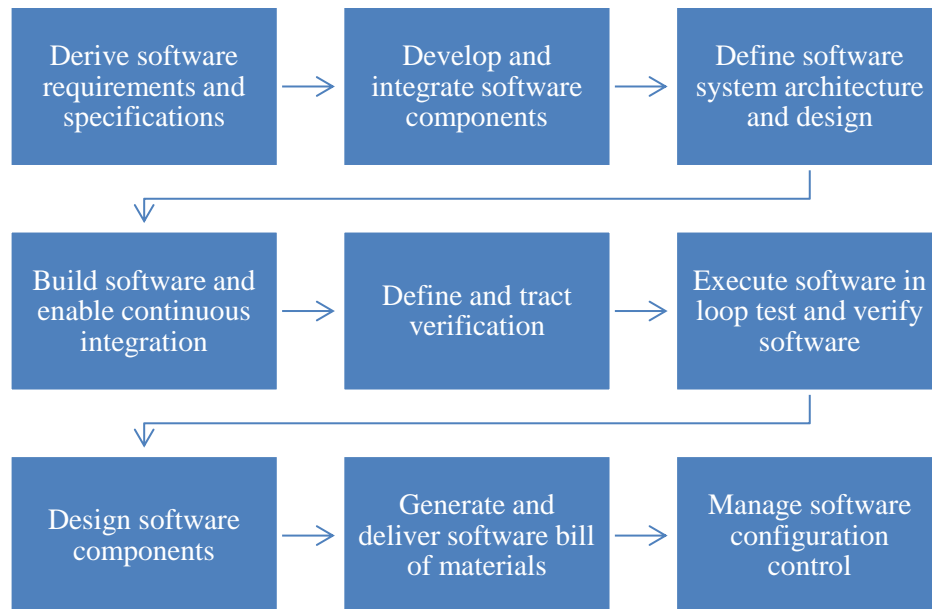 Derive software
requirements and
specifications
Develop and
integrate software
components
Define software
system architecture
and design
Build software and
enable continuous
integration
Define and tract
verification
Execute software in
loop test and verify
software
Design software
components
Generate and
deliver software bill
of materials
Manage software
configuration
control